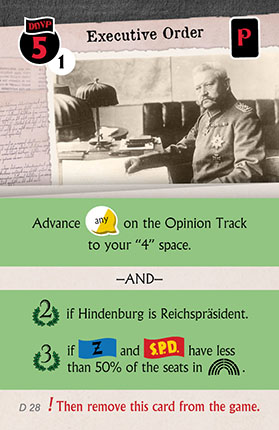 DNVP
5
1
Executive Order
P
Advance any on the Opinion Track
to your "4" space.
–AND–
2 if Hindenburg is Reichspräsident.
3 if Z and S.P.D. have less
than 50% of the seats in .
D 28 ! Then remove this card from the game.